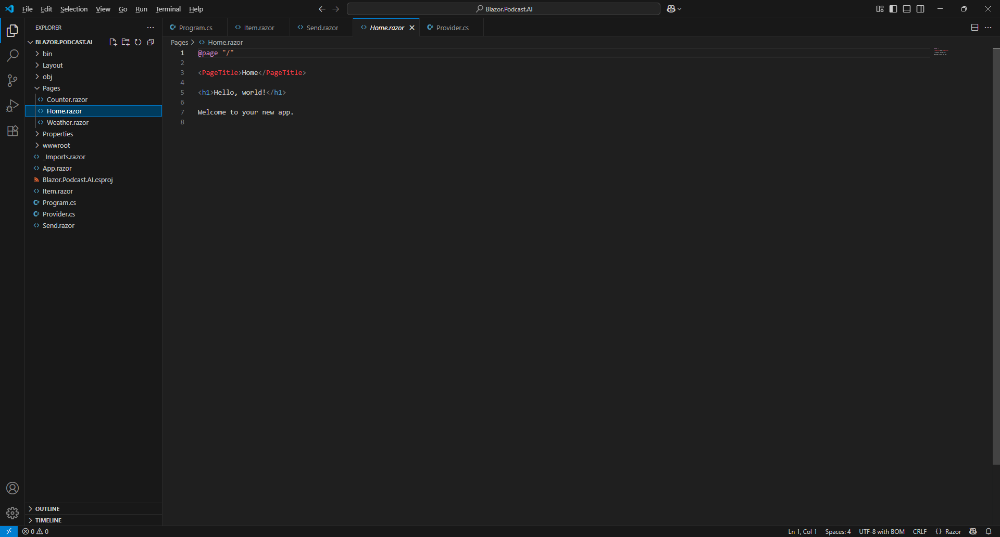 File Edit Selection View Go Run Terminal Help
Blazor.Podcast.AI
EXPLORER
BLAZOR.PODCAST.AI
bin
Layout
obj
Pages
Counter.razor
Home.razor
Weather.razor
Properties
wwwroot
_Imports.razor
App.razor
Blazor.Podcast.AI.csproj
Item.razor
Program.cs
Provider.cs
Send.razor
OUTLINE
TIMELINE
Program.cs Item.razor Send.razor Home.razor Provider.cs
Pages > Home.razor
1 @page "/"
2
3 <PageTitle>Home</PageTitle>
4
5 <h1>Hello, world!</h1>
6
7 Welcome to your new app.
8
0 0
Ln 1, Col 1 Spaces: 4 UTF-8 with BOM CRLF {} Razor